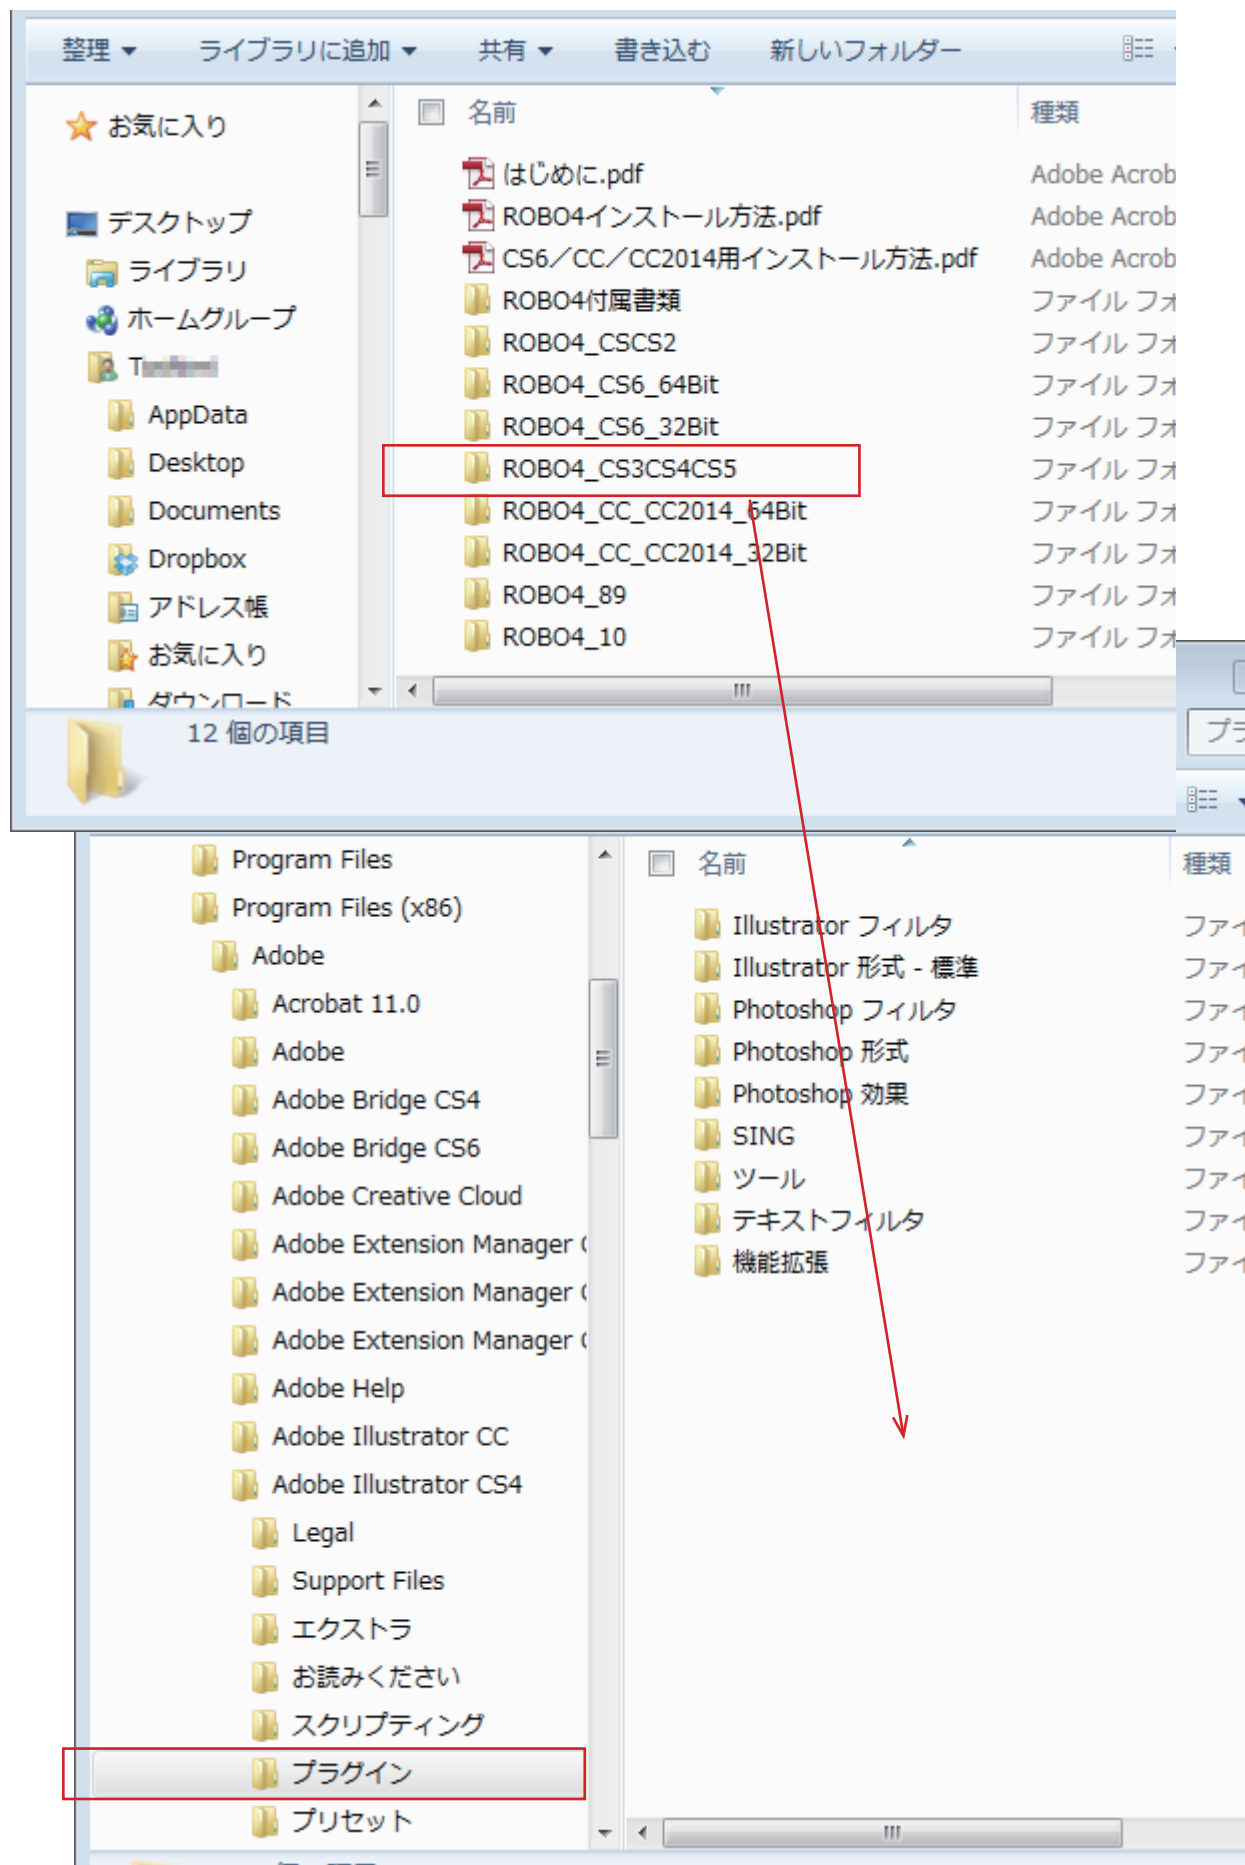 整理 ライブラリに追加 共有 書き込む 新しいフォルダー
お気に入り
デスクトップ
ライブラリ
ホームグループ
AppData
Desktop
Documents
Dropbox
アドレス帳
お気に入り
ダウンロード
名前 種類
はじめに.pdf Adobe Acrob
ROBO4インストール方法.pdf Adobe Acrob
CS6／CC／CC2014用インストール方法.pdf Adobe Acrob
ROBO4付属書類 ファイル フォ
ROBO4_CSCS2 ファイル フォ
ROBO4_CS6_64Bit ファイル フォ
ROBO4_CS6_32Bit ファイル フォ
ROBO4_CS3CS4CS5 ファイル フォ
ROBO4_CC_CC2014_64Bit ファイル フォ
ROBO4_CC_CC2014_32Bit ファイル フォ
ROBO4_89 ファイル フォ
ROBO4_10 ファイル フォ
12 個の項目
プラ
Program Files
Program Files (x86)
Adobe
Acrobat 11.0
Adobe
Adobe Bridge CS4
Adobe Bridge CS6
Adobe Creative Cloud
Adobe Extension Manager
Adobe Extension Manager
Adobe Extension Manager
Adobe Help
Adobe Illustrator CC
Adobe Illustrator CS4
Legal
Support Files
エクストラ
お読みください
スクリプティング
プラグイン
プリセット
名前 種類
Illustrator フィルタ ファイ
Illustrator 形式 - 標準 ファイ
Photoshop フィルタ ファイ
Photoshop 形式 ファイ
Photoshop 効果 ファイ
SING ファイ
ツール ファイ
テキストフィルタ ファイ
機能拡張 ファイ